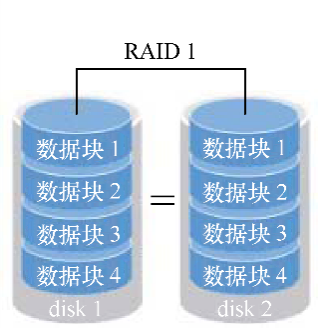 RAID 1
数据块 1
数据块 1
数据块 2
=
数据块 2
数据块 3
数据块 3
数据块 4
数据块 4
disk 1
disk 2